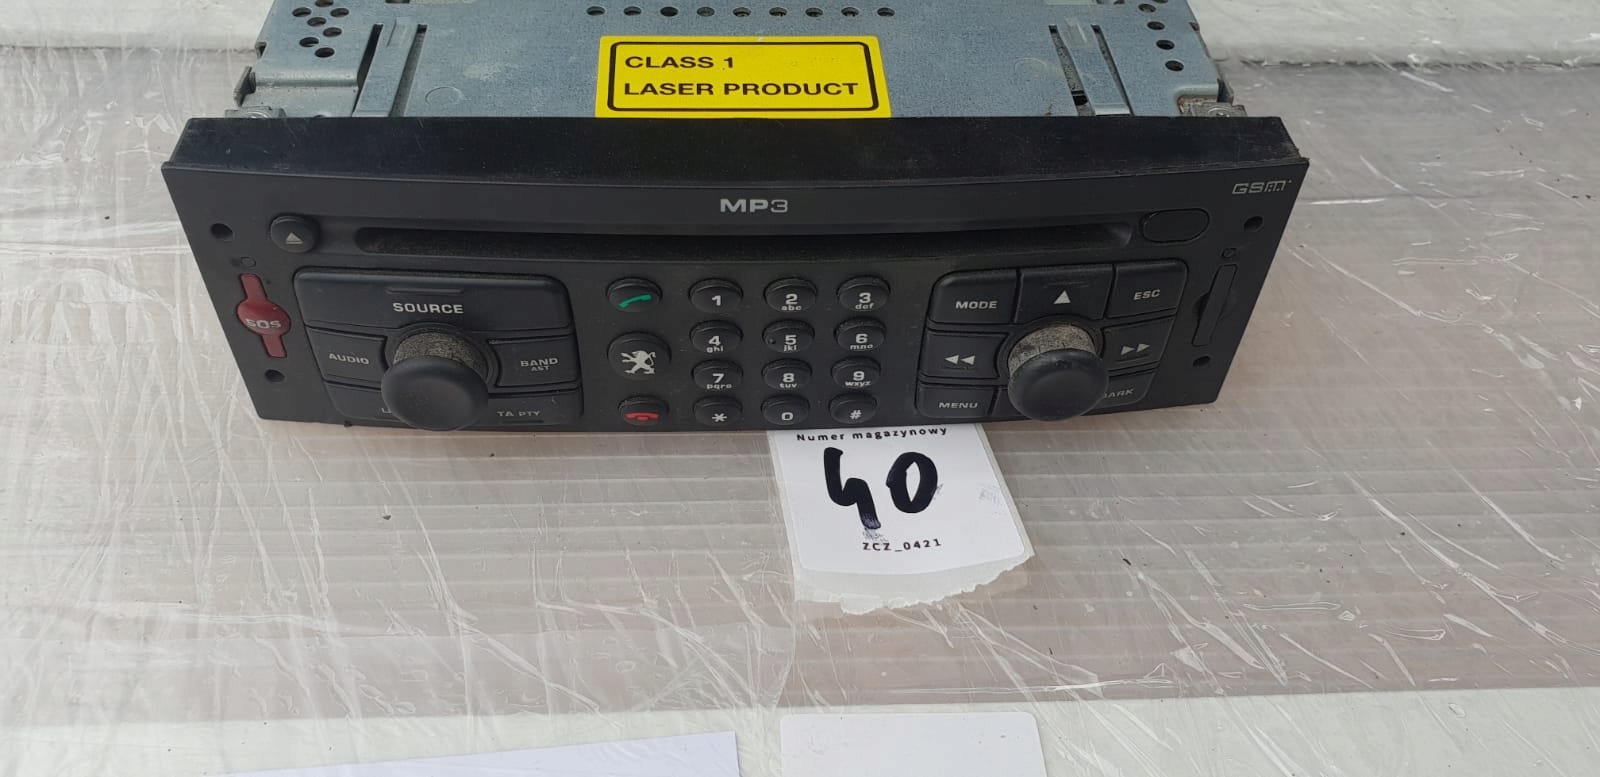 CLASS 1
LASER PRODUCT
MP3
GSM
SOS
SOURCE
AUDIO
BAND
AST
TA PTY
1
2
abc
3
def
4
ghi
5
jkl
6
mno
7
pqrs
8
tuv
9
wxyz
*
0
#
MODE
ESC
MENU
DARK
Numer magazynowy
40
ZCZ_0421